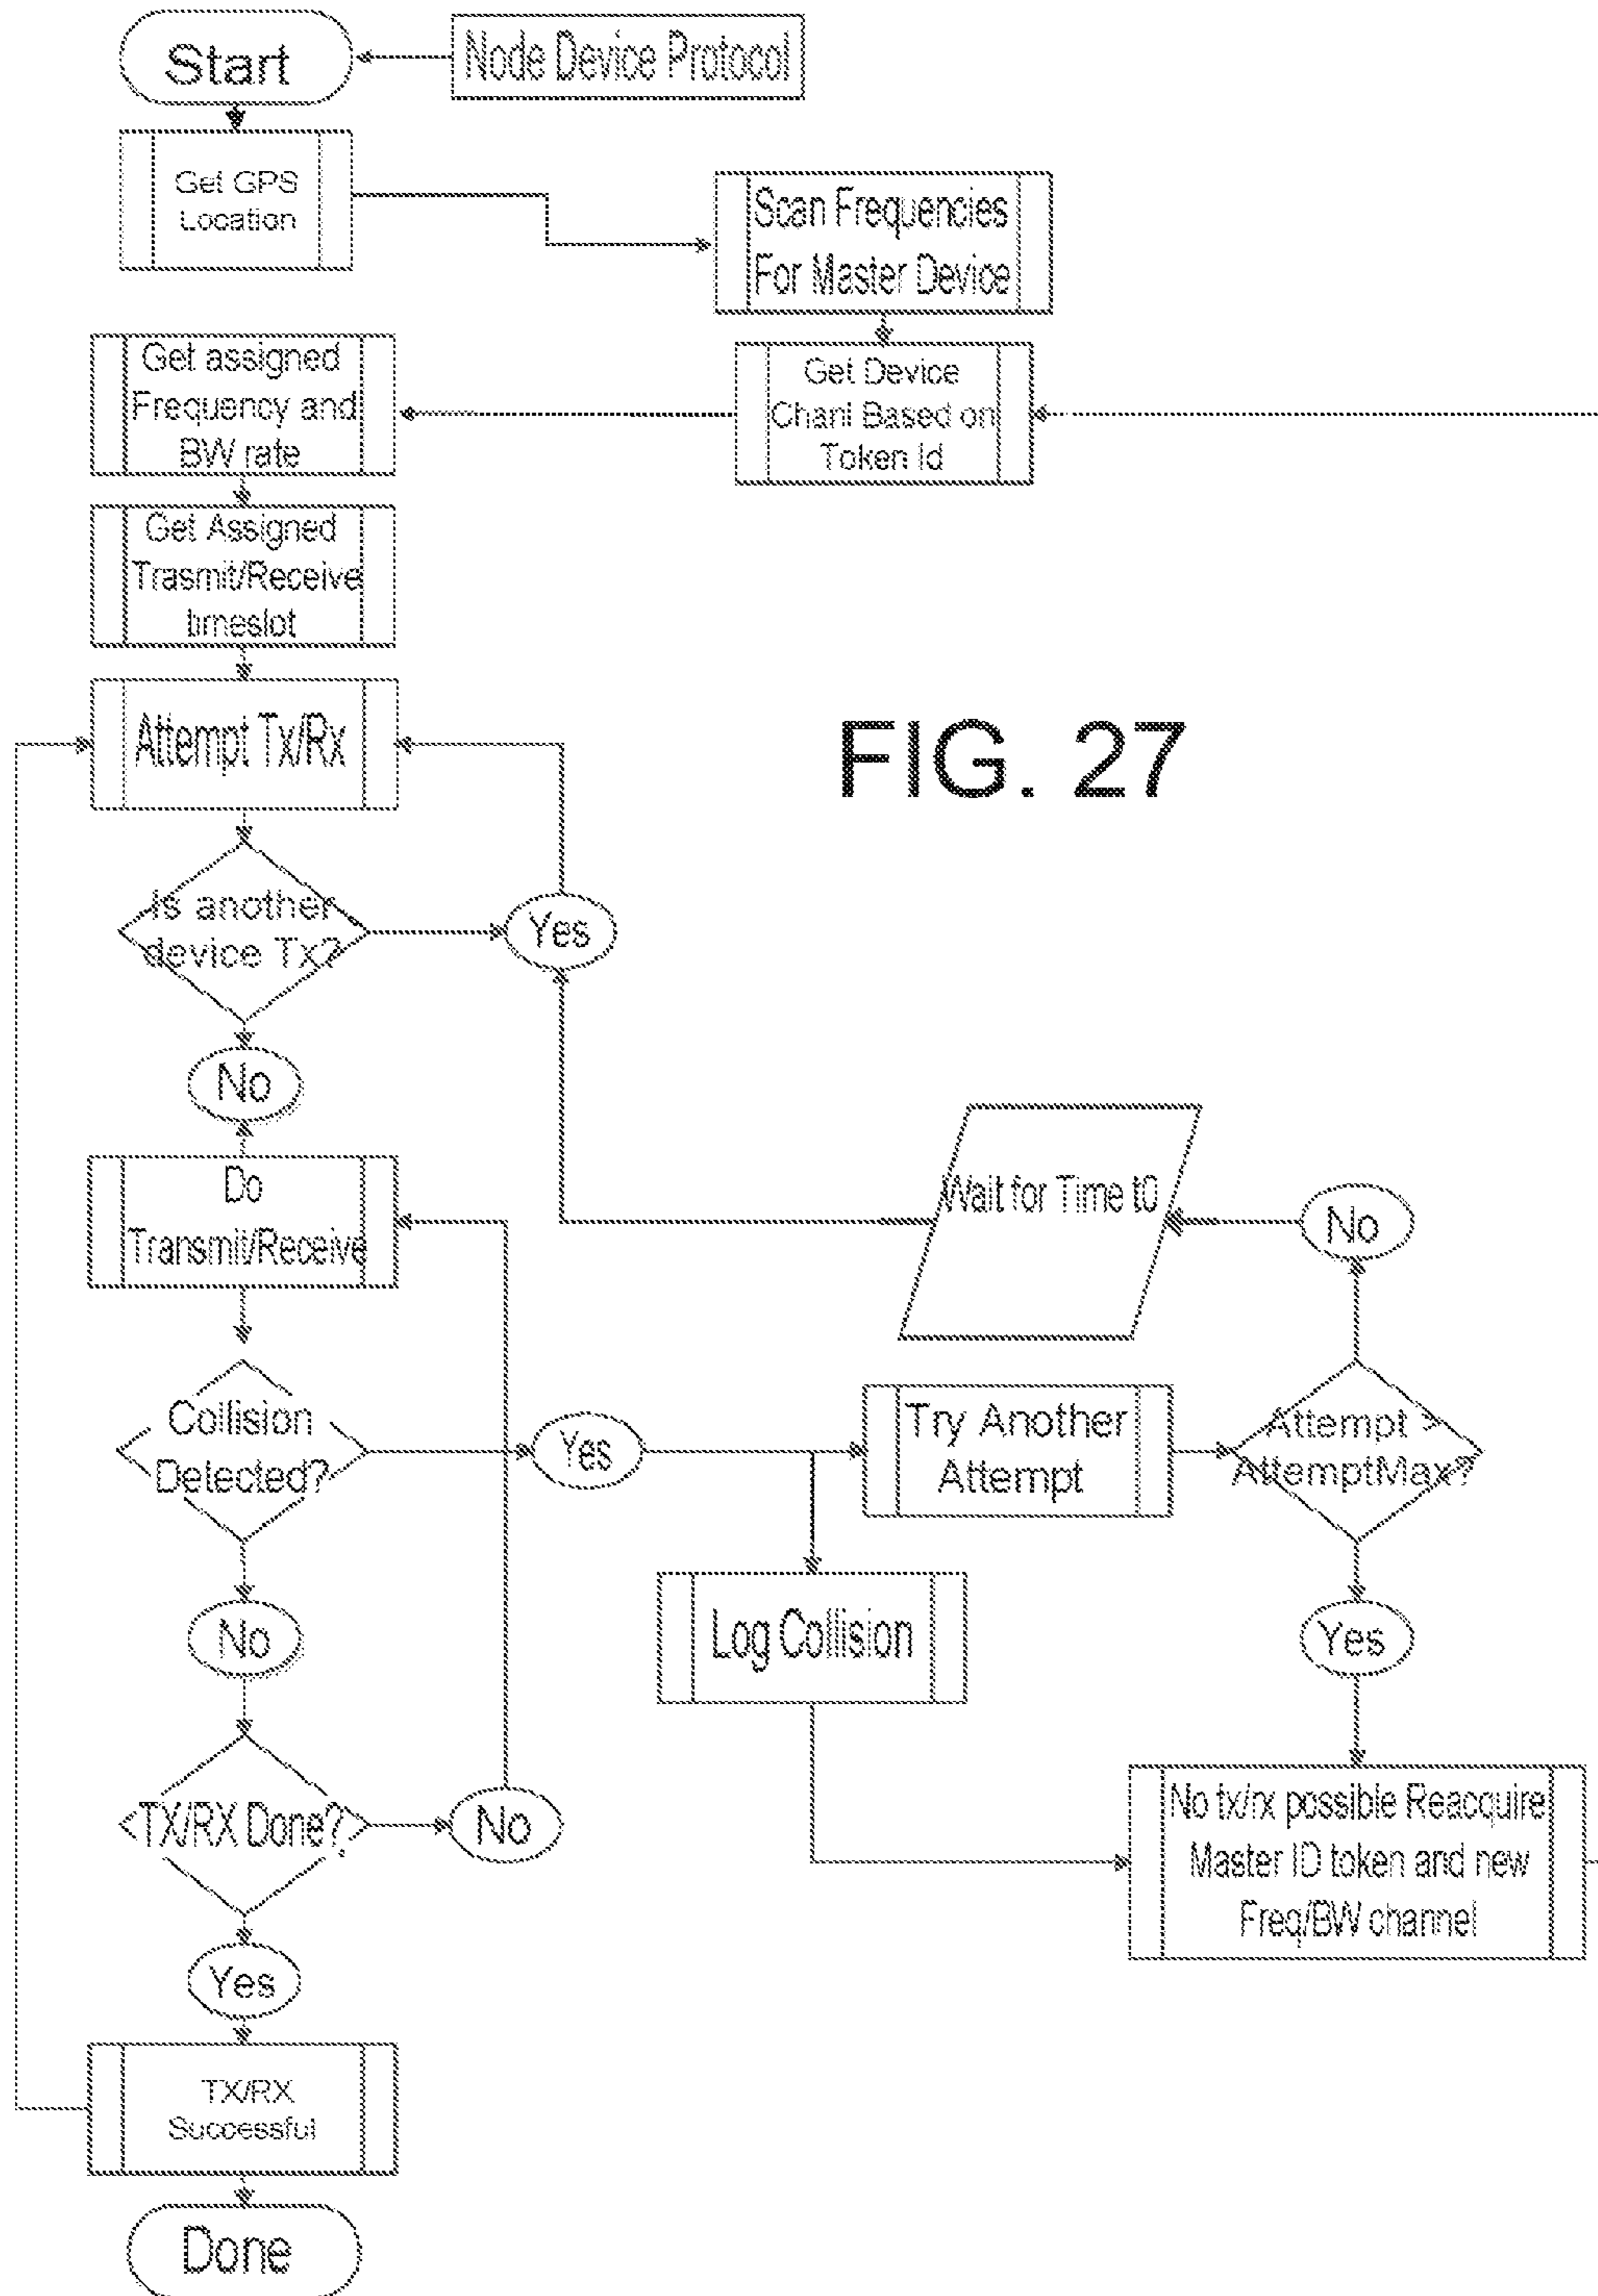 Start
Node Device Protocol
Get GPS
Location
Scan Frequencies
For Master Device
Get assigned
Frequency and
BW rate
Get Device
Chanl Based on
Token Id
Get Assigned
Trasmit/Receive
timeslot
Attempt Tx/Rx
FIG. 27
Is another
device Tx?
Yes
No
Do
Transmit/Receive
Wait for Time t0
No
Collision
Detected?
Yes
Try Another
Attempt
Attempt >
AttemptMax?
No
Log Collision
Yes
TX/RX Done?
No
No tx/rx possible Reacquire
Master ID token and new
Freq/BW channel
Yes
TX/RX
Successful
Done